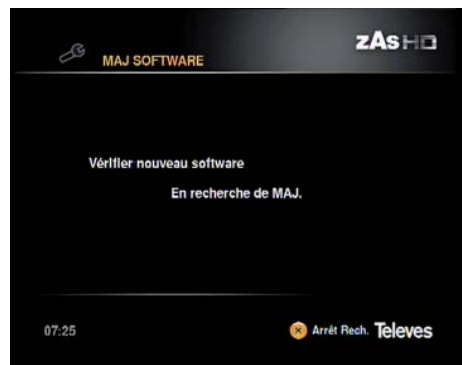 zAs HD
MAJ SOFTWARE
Vérifier nouveau software
En recherche de MAJ.
07:25
Arrêt Rech. Televes